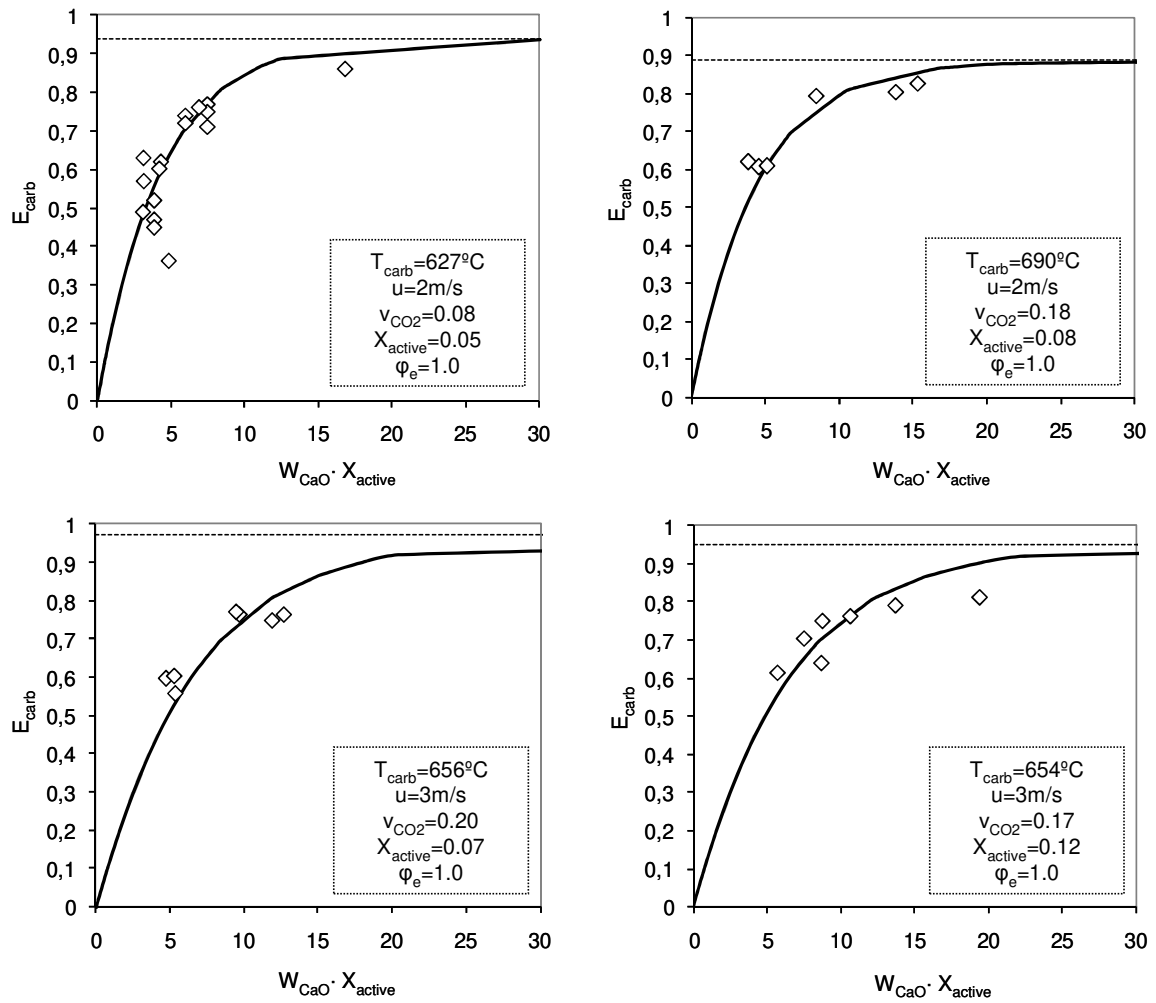 1
0,9
0,8
0,7
0,6
0,5
0,4
0,3
0,2
0,1
0
E_carb
0 5 10 15 20 25 30
W_CaO· X_active
T_carb=627ºC
u=2m/s
v_CO2=0.08
X_active=0.05
φ_e=1.0
1
0,9
0,8
0,7
0,6
0,5
0,4
0,3
0,2
0,1
0
E_carb
0 5 10 15 20 25 30
W_CaO· X_active
T_carb=690ºC
u=2m/s
v_CO2=0.18
X_active=0.08
φ_e=1.0
1
0,9
0,8
0,7
0,6
0,5
0,4
0,3
0,2
0,1
0
E_carb
0 5 10 15 20 25 30
W_CaO· X_active
T_carb=656ºC
u=3m/s
v_CO2=0.20
X_active=0.07
φ_e=1.0
1
0,9
0,8
0,7
0,6
0,5
0,4
0,3
0,2
0,1
0
E_carb
0 5 10 15 20 25 30
W_CaO· X_active
T_carb=654ºC
u=3m/s
v_CO2=0.17
X_active=0.12
φ_e=1.0